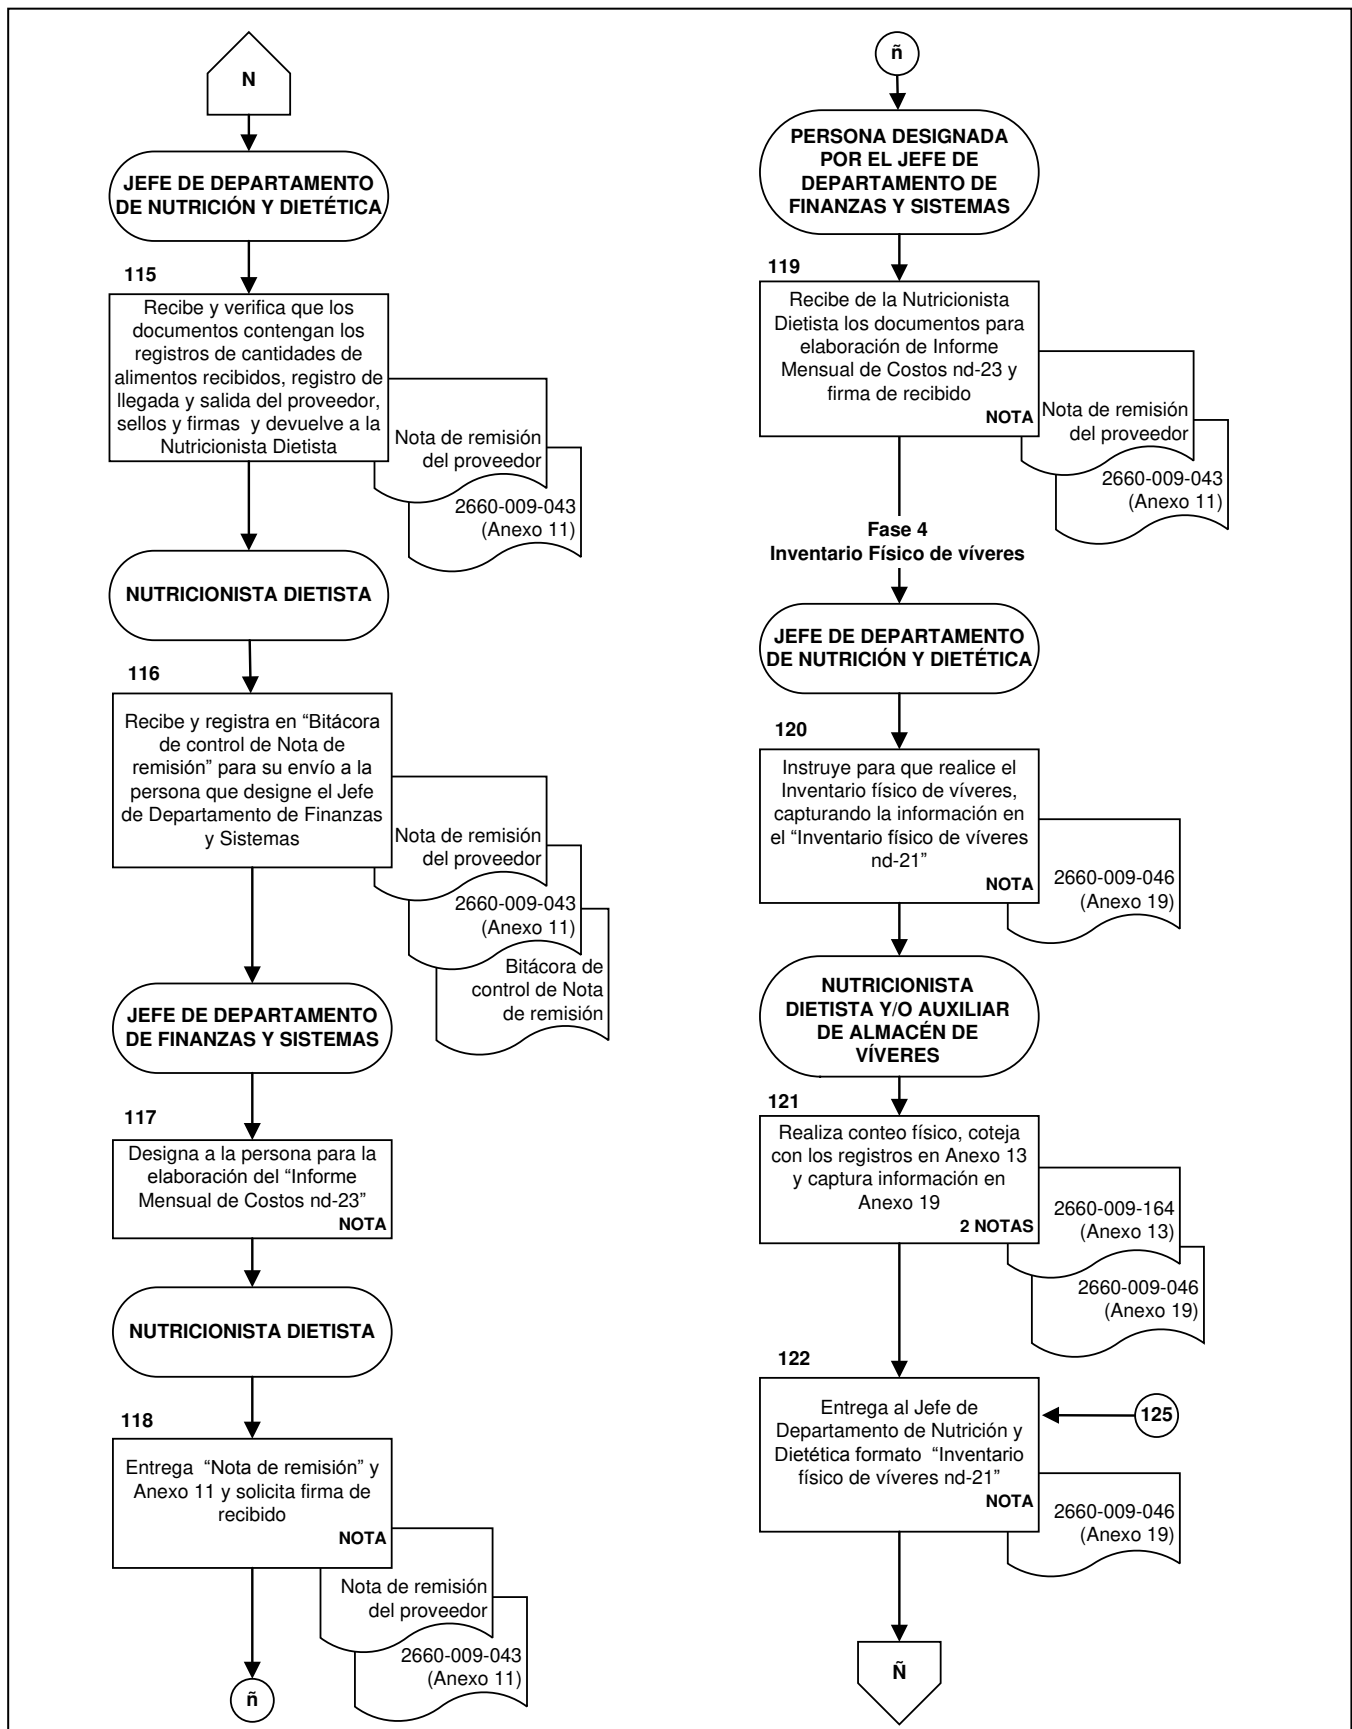 N
JEFE DE DEPARTAMENTO
DE NUTRICIÓN Y DIETÉTICA
115
Recibe y verifica que los
documentos contengan los
registros de cantidades de
alimentos recibidos, registro de
llegada y salida del proveedor,
sellos y firmas y devuelve a la
Nutricionista Dietista
Nota de remisión
del proveedor
2660-009-043
(Anexo 11)
NUTRICIONISTA DIETISTA
116
Recibe y registra en “Bitácora
de control de Nota de
remisión” para su envío a la
persona que designe el Jefe
de Departamento de Finanzas
y Sistemas
Nota de remisión
del proveedor
2660-009-043
(Anexo 11)
Bitácora de
control de Nota
de remisión
JEFE DE DEPARTAMENTO
DE FINANZAS Y SISTEMAS
117
Designa a la persona para la
elaboración del “Informe
Mensual de Costos nd-23”
NOTA
NUTRICIONISTA DIETISTA
118
Entrega “Nota de remisión” y
Anexo 11 y solicita firma de
recibido
NOTA
Nota de remisión
del proveedor
2660-009-043
(Anexo 11)
ñ
ñ
PERSONA DESIGNADA
POR EL JEFE DE
DEPARTAMENTO DE
FINANZAS Y SISTEMAS
119
Recibe de la Nutricionista
Dietista los documentos para
elaboración de Informe
Mensual de Costos nd-23 y
firma de recibido
NOTA
Nota de remisión
del proveedor
2660-009-043
(Anexo 11)
Fase 4
Inventario Físico de víveres
JEFE DE DEPARTAMENTO
DE NUTRICIÓN Y DIETÉTICA
120
Instruye para que realice el
Inventario físico de víveres,
capturando la información en
el “Inventario físico de víveres
nd-21”
NOTA
2660-009-046
(Anexo 19)
NUTRICIONISTA
DIETISTA Y/O AUXILIAR
DE ALMACÉN DE
VÍVERES
121
Realiza conteo físico, coteja
con los registros en Anexo 13
y captura información en
Anexo 19
2 NOTAS
2660-009-164
(Anexo 13)
2660-009-046
(Anexo 19)
122
Entrega al Jefe de
Departamento de Nutrición y
Dietética formato “Inventario
físico de víveres nd-21”
NOTA
125
2660-009-046
(Anexo 19)
Ñ